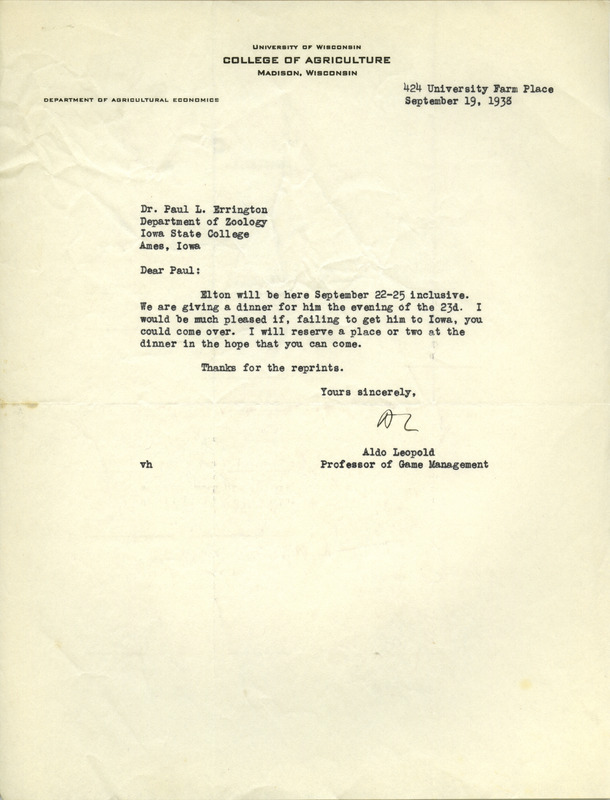 UNIVERSITY OF WISCONSIN
COLLEGE OF AGRICULTURE
MADISON, WISCONSIN
424 University Farm Place
September 19, 1938
DEPARTMENT OF AGRICULTURAL ECONOMICS
Dr. Paul L. Errington
Department of Zoology
Iowa State College
Ames, Iowa
Dear Paul:
Elton will be here September 22-25 inclusive.
We are giving a dinner for him the evening of the 23d. I
would be much pleased if, failing to get him to Iowa, you
could come over. I will reserve a place or two at the
dinner in the hope that you can come.
Thanks for the reprints.
Yours sincerely,
AL
Aldo Leopold
vh Professor of Game Management